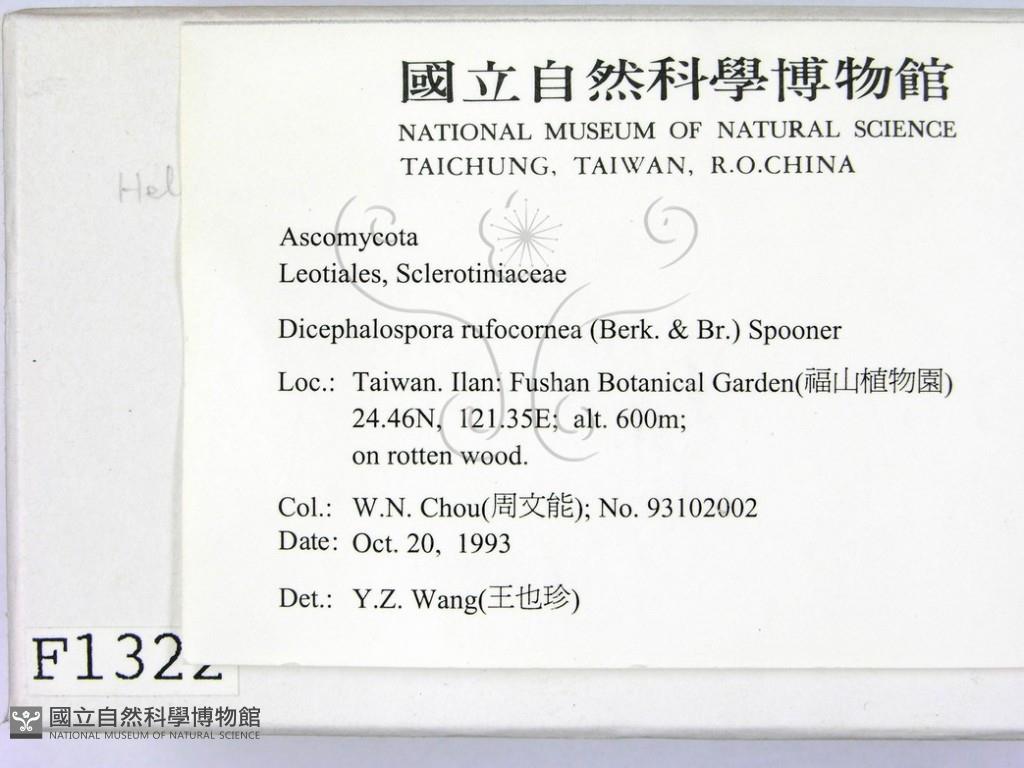 國立自然科學博物館
NATIONAL MUSEUM OF NATURAL SCIENCE
TAICHUNG, TAIWAN, R.O.CHINA
Hel
Ascomycota
Leotiales, Sclerotiniaceae
Dicephalospora rufocornea (Berk. & Br.) Spooner
Loc.: Taiwan. Ilan: Fushan Botanical Garden(福山植物園)
24.46N, 121.35E; alt. 600m;
on rotten wood.
Col.: W.N. Chou(周文能); No. 93102002
Date: Oct. 20, 1993
Det.: Y.Z. Wang(王也珍)
F1322
國立自然科學博物館
NATIONAL MUSEUM OF NATURAL SCIENCE